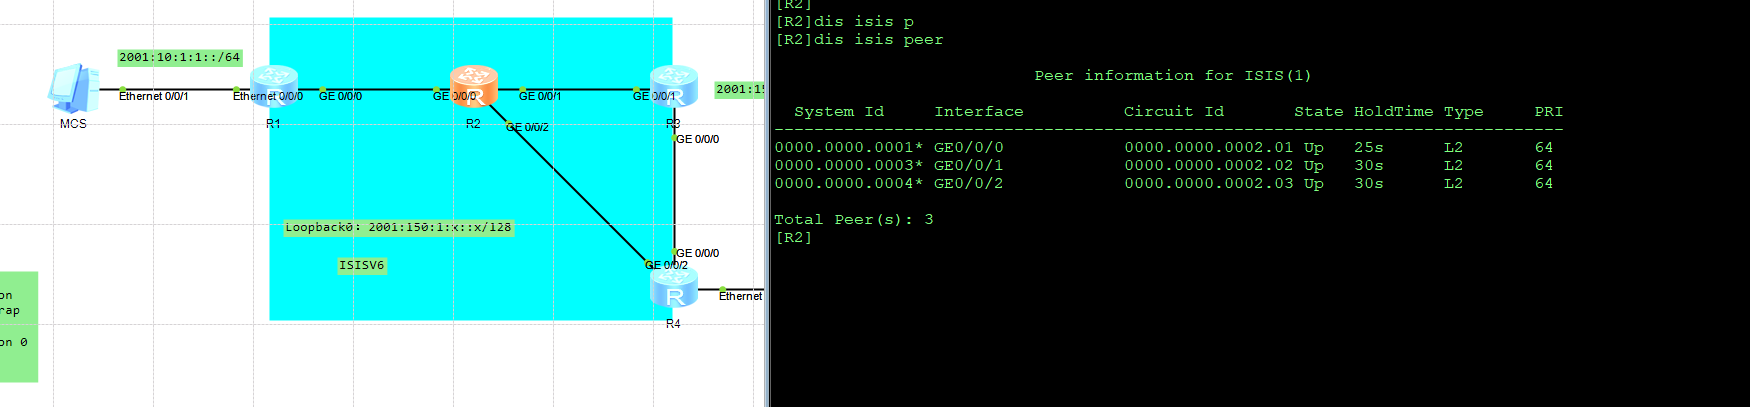 2001:10:1:1::/64
MCS
Ethernet 0/0/1
Ethernet 0/0/0
R1
GE 0/0/0
GE 0/0/0
R
R2
GE 0/0/1
GE 0/0/2
GE 0/0/1
R3
2001:15
GE 0/0/0
Loopback0: 2001:150:1:x::x/128
ISISV6
GE 0/0/0
GE 0/0/2
R
R4
Ethernet
on
rap
on 0
[R2]
[R2]dis isis p
[R2]dis isis peer
Peer information for ISIS(1)
System Id Interface Circuit Id State HoldTime Type PRI
--------------------------------------------------------------------------------
0000.0000.0001* GE0/0/0 0000.0000.0002.01 Up 25s L2 64
0000.0000.0003* GE0/0/1 0000.0000.0002.02 Up 30s L2 64
0000.0000.0004* GE0/0/2 0000.0000.0002.03 Up 30s L2 64
Total Peer(s): 3
[R2]